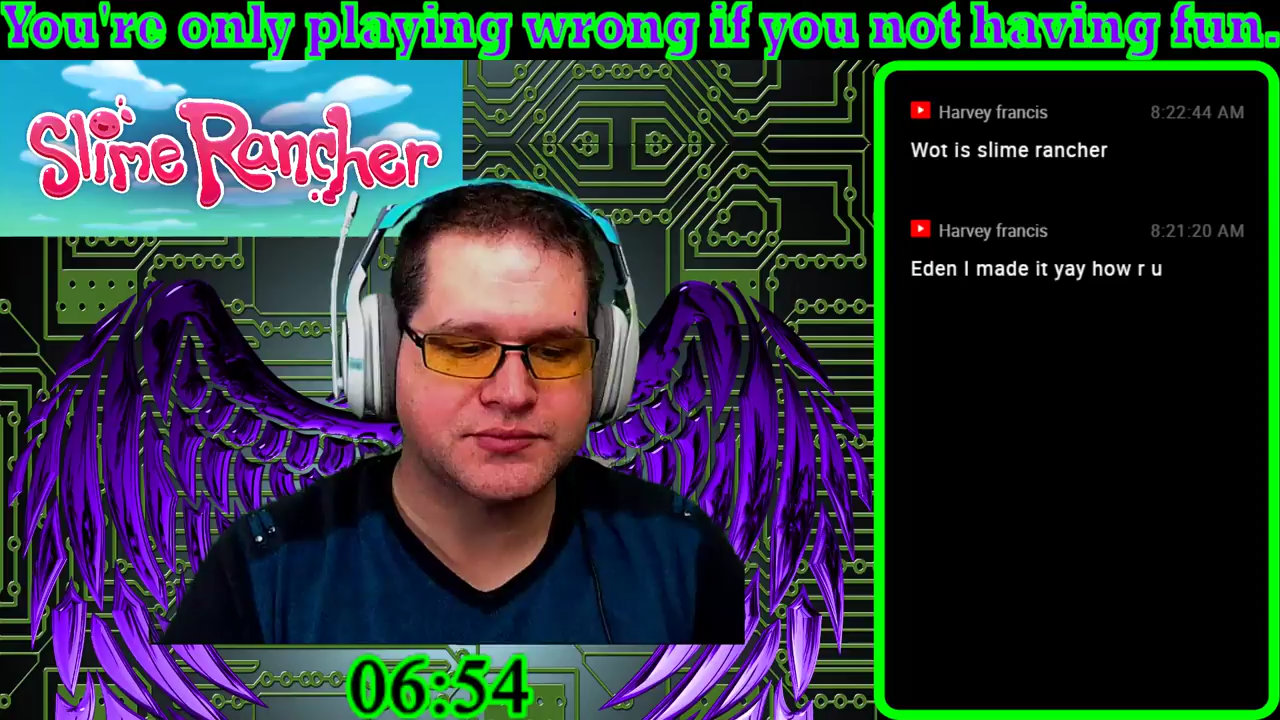 You're only playing wrong if you not having fun.
Slime Rancher
Harvey francis 8:22:44 AM
Wot is slime rancher
Harvey francis 8:21:20 AM
Eden I made it yay how r u
06:54